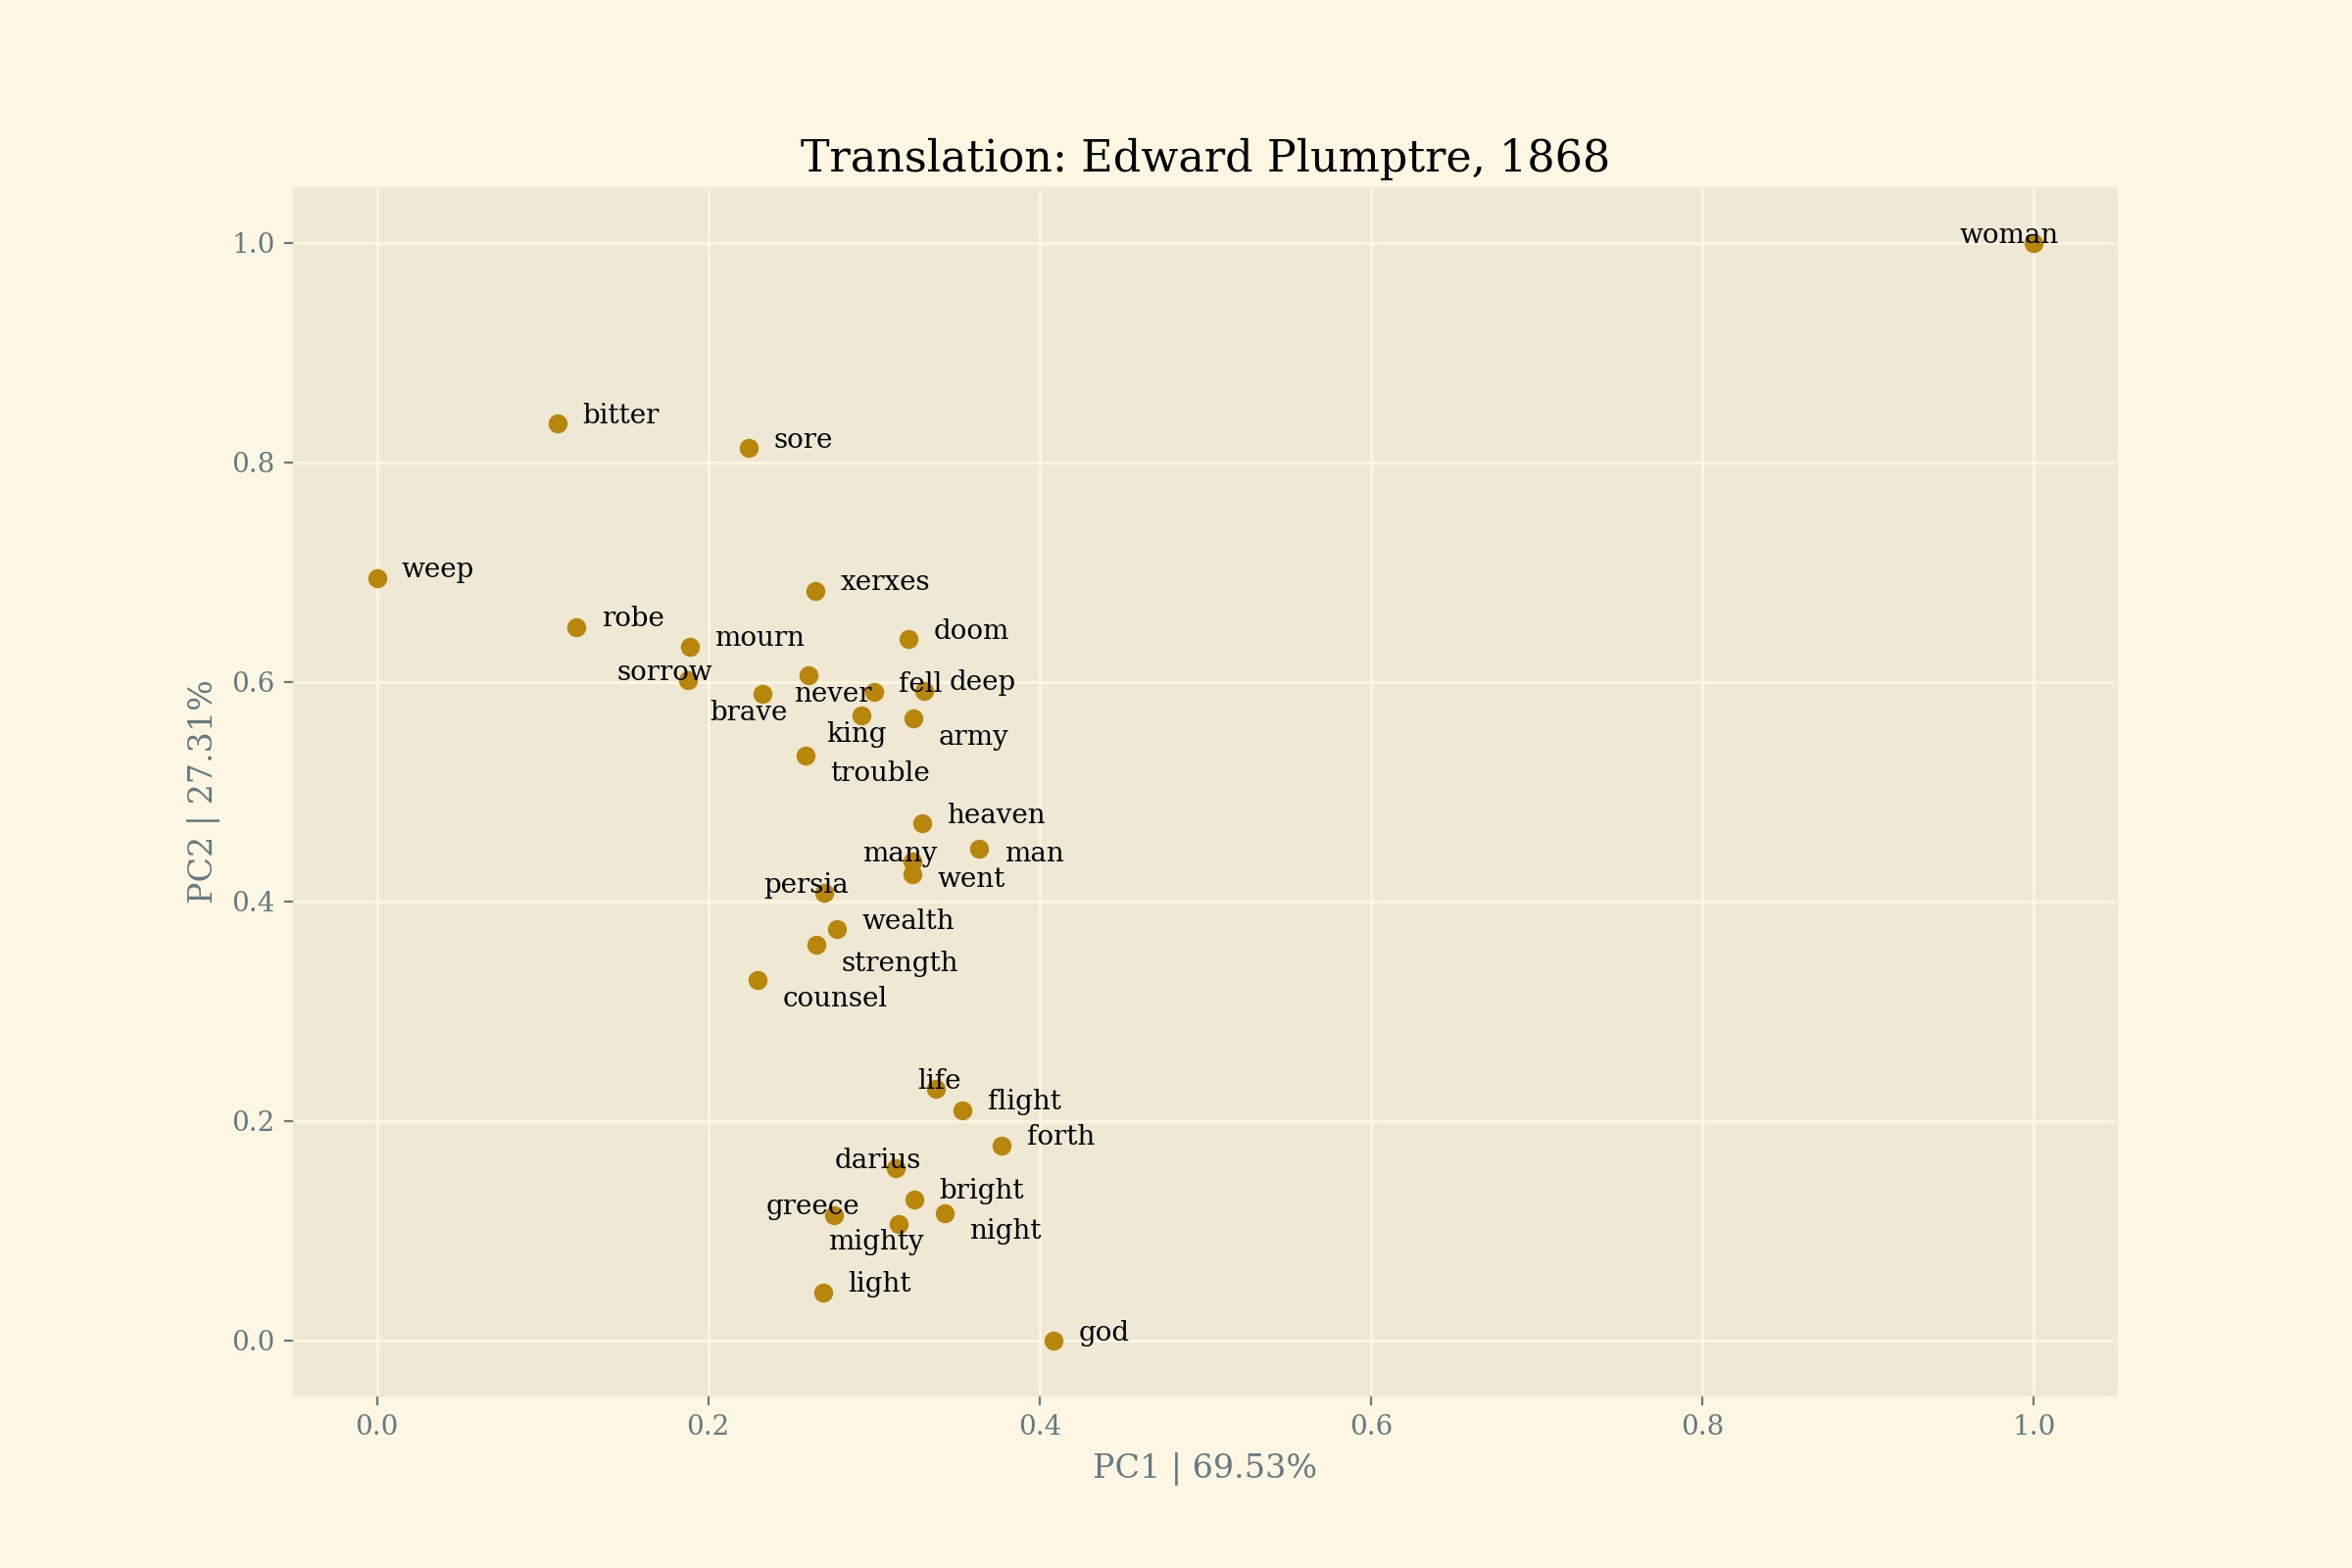 Translation: Edward Plumptre, 1868
woman
1.0
bitter
sore
0.8
weep
xerxes
robe
doom
mourn
sorrow
0.6
never
fell
deep
brave
king
army
trouble
heaven
many
man
went
persia
0.4
wealth
strength
counsel
life
flight
0.2
forth
darius
bright
greece
night
mighty
light
god
0.0
PC2 | 27.31%
0.0 0.2 0.4 0.6 0.8 1.0
PC1 | 69.53%